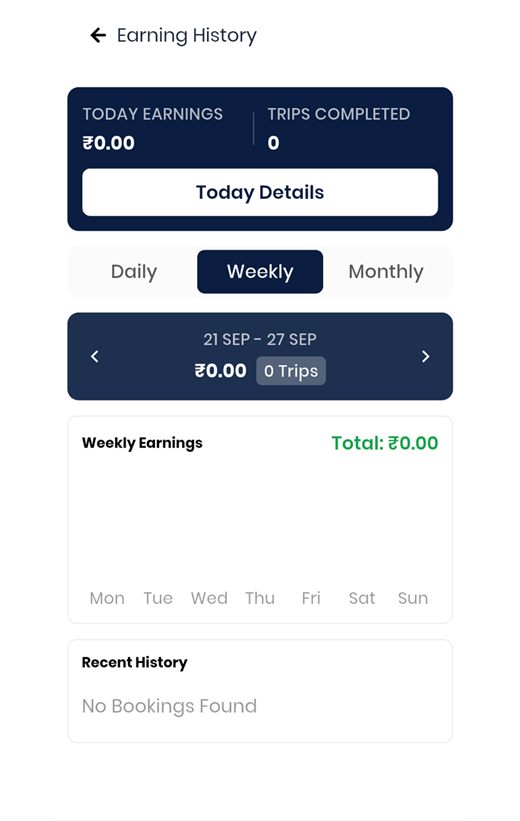 Earning History
TODAY EARNINGS
₹0.00
TRIPS COMPLETED
0
Today Details
Daily Weekly Monthly
21 SEP - 27 SEP
₹0.00 0 Trips
Weekly Earnings Total: ₹0.00
Mon Tue Wed Thu Fri Sat Sun
Recent History
No Bookings Found